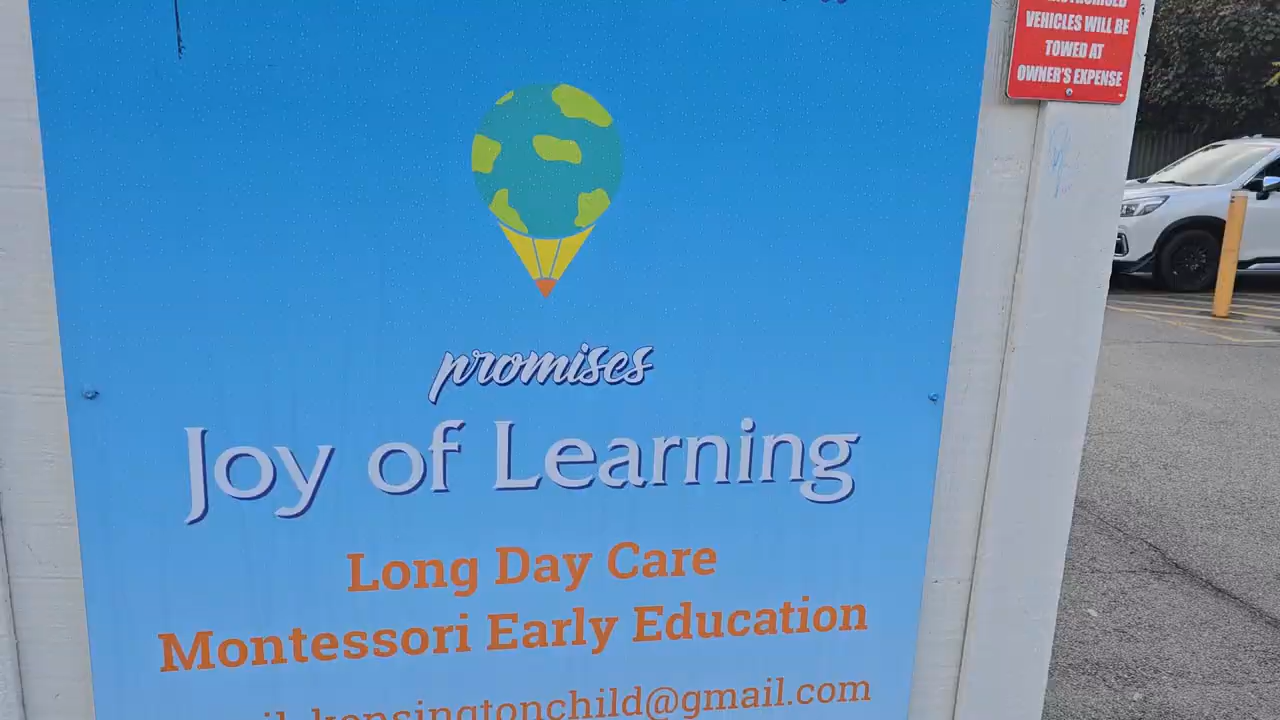 VEHICLES WILL BE
TOWED AT
OWNER'S EXPENSE
promises
Joy of Learning
Long Day Care
Montessori Early Education
kensingtonchild@gmail.com